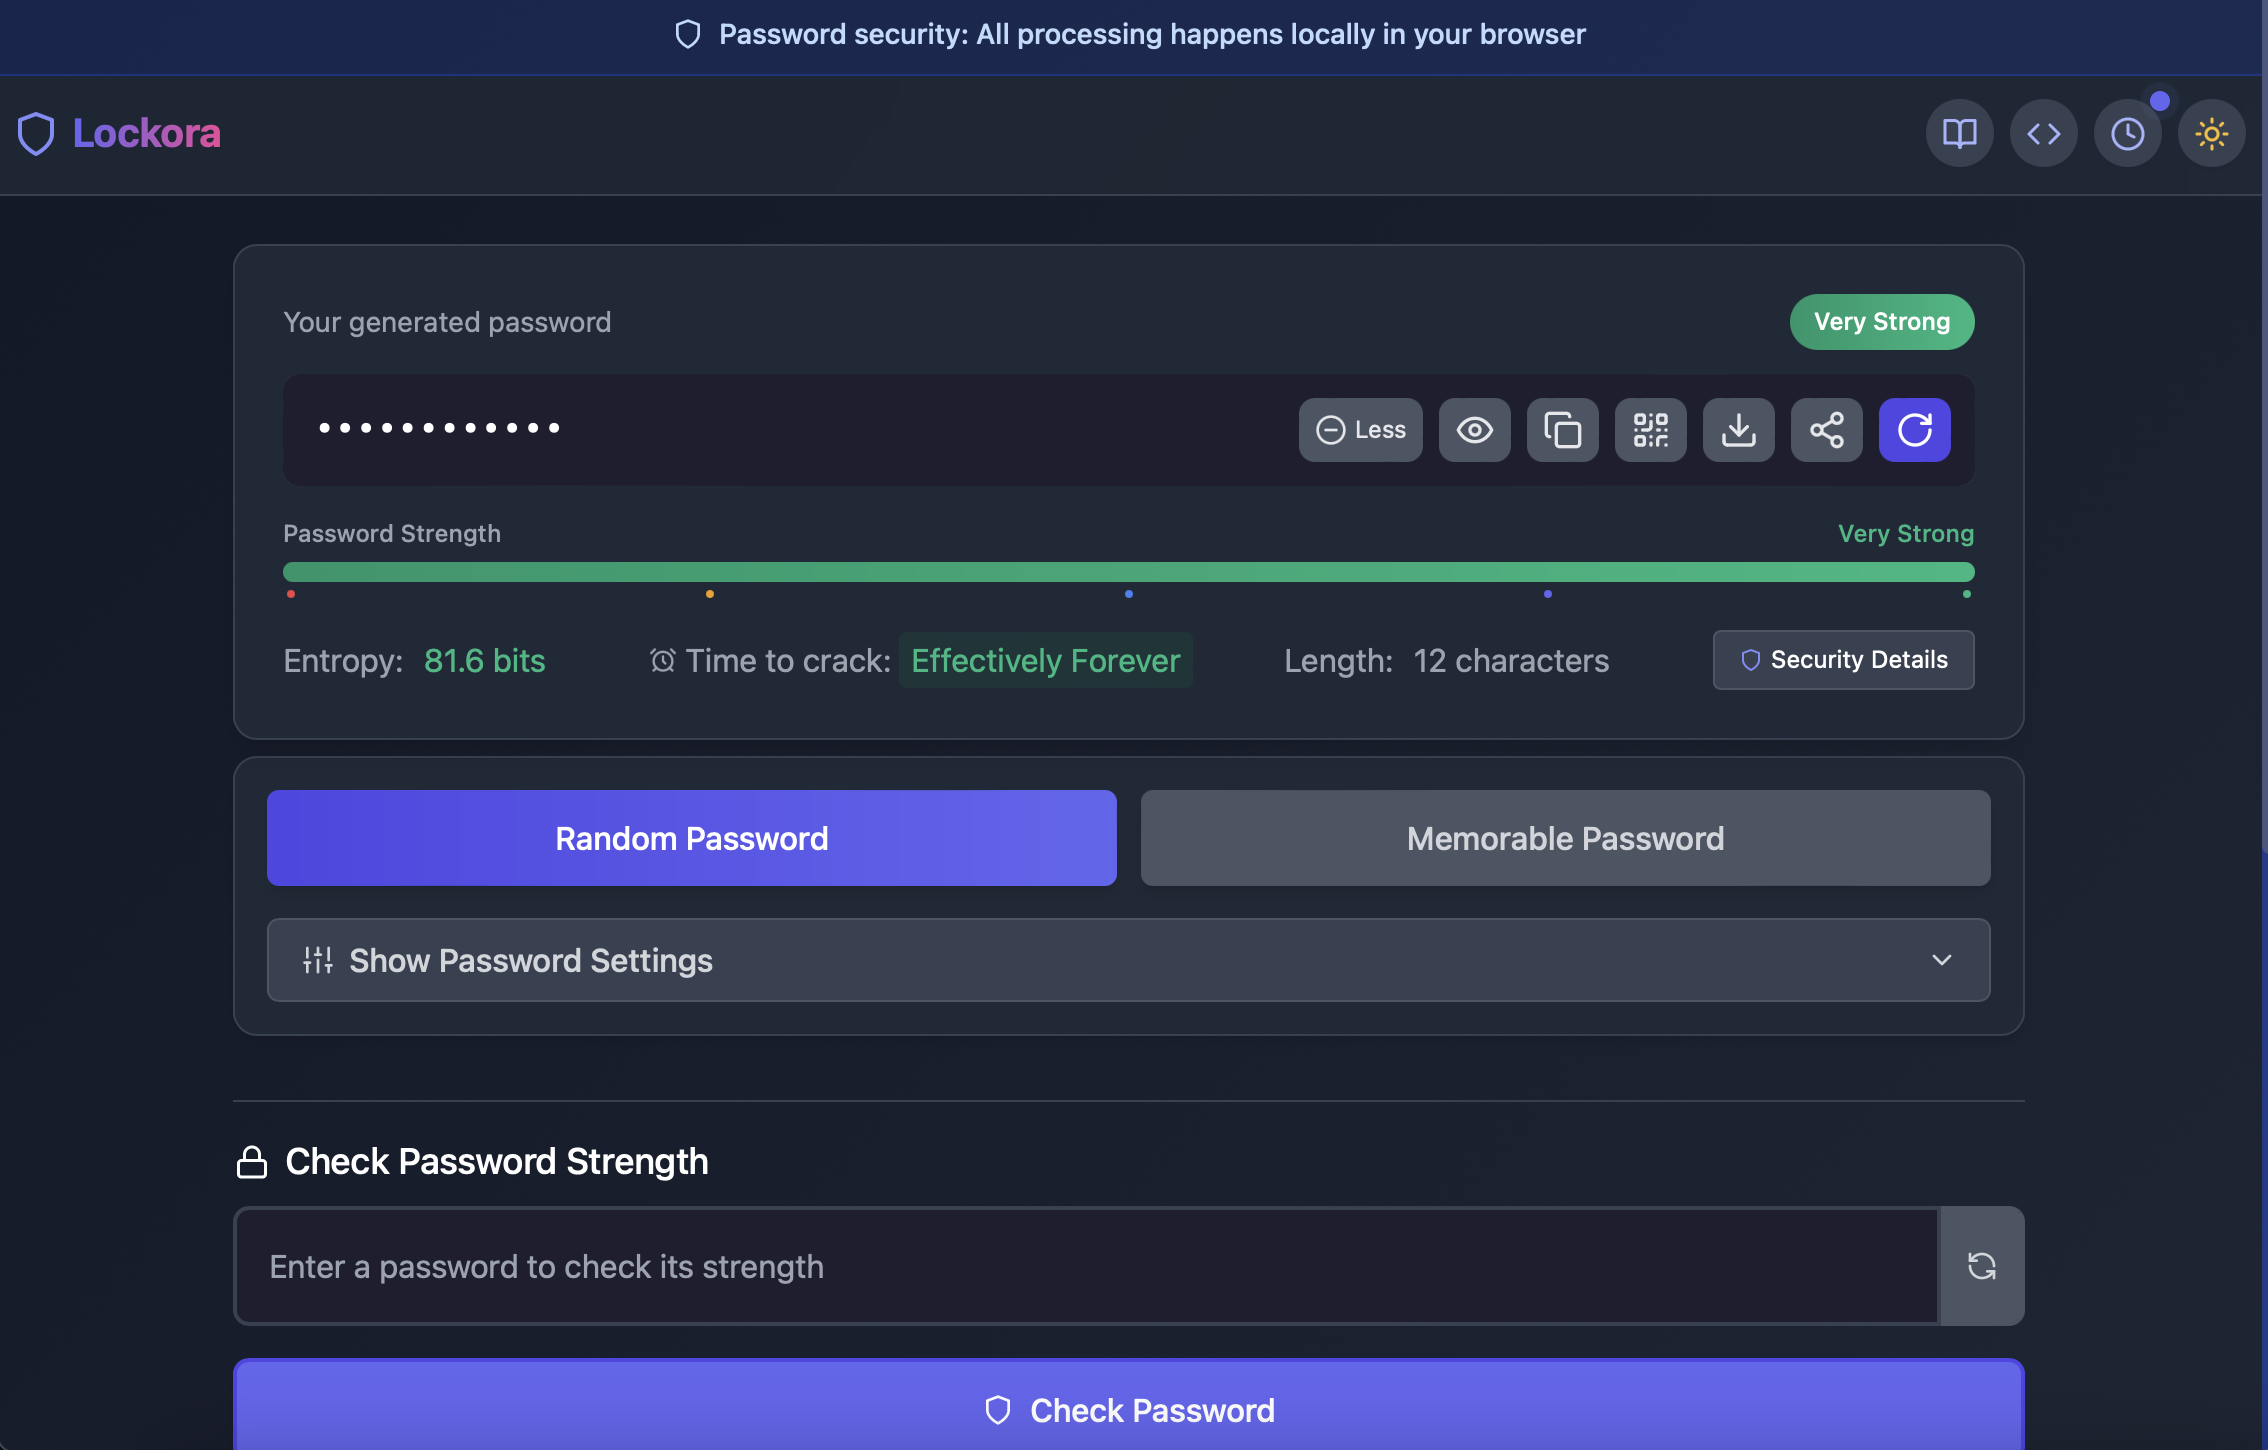 Password security: All processing happens locally in your browser
Lockora
Your generated password
Very Strong
••••••••••••
Less
Password Strength
Very Strong
Entropy: 81.6 bits
Time to crack: Effectively Forever
Length: 12 characters
Security Details
Random Password
Memorable Password
Show Password Settings
Check Password Strength
Enter a password to check its strength
Check Password